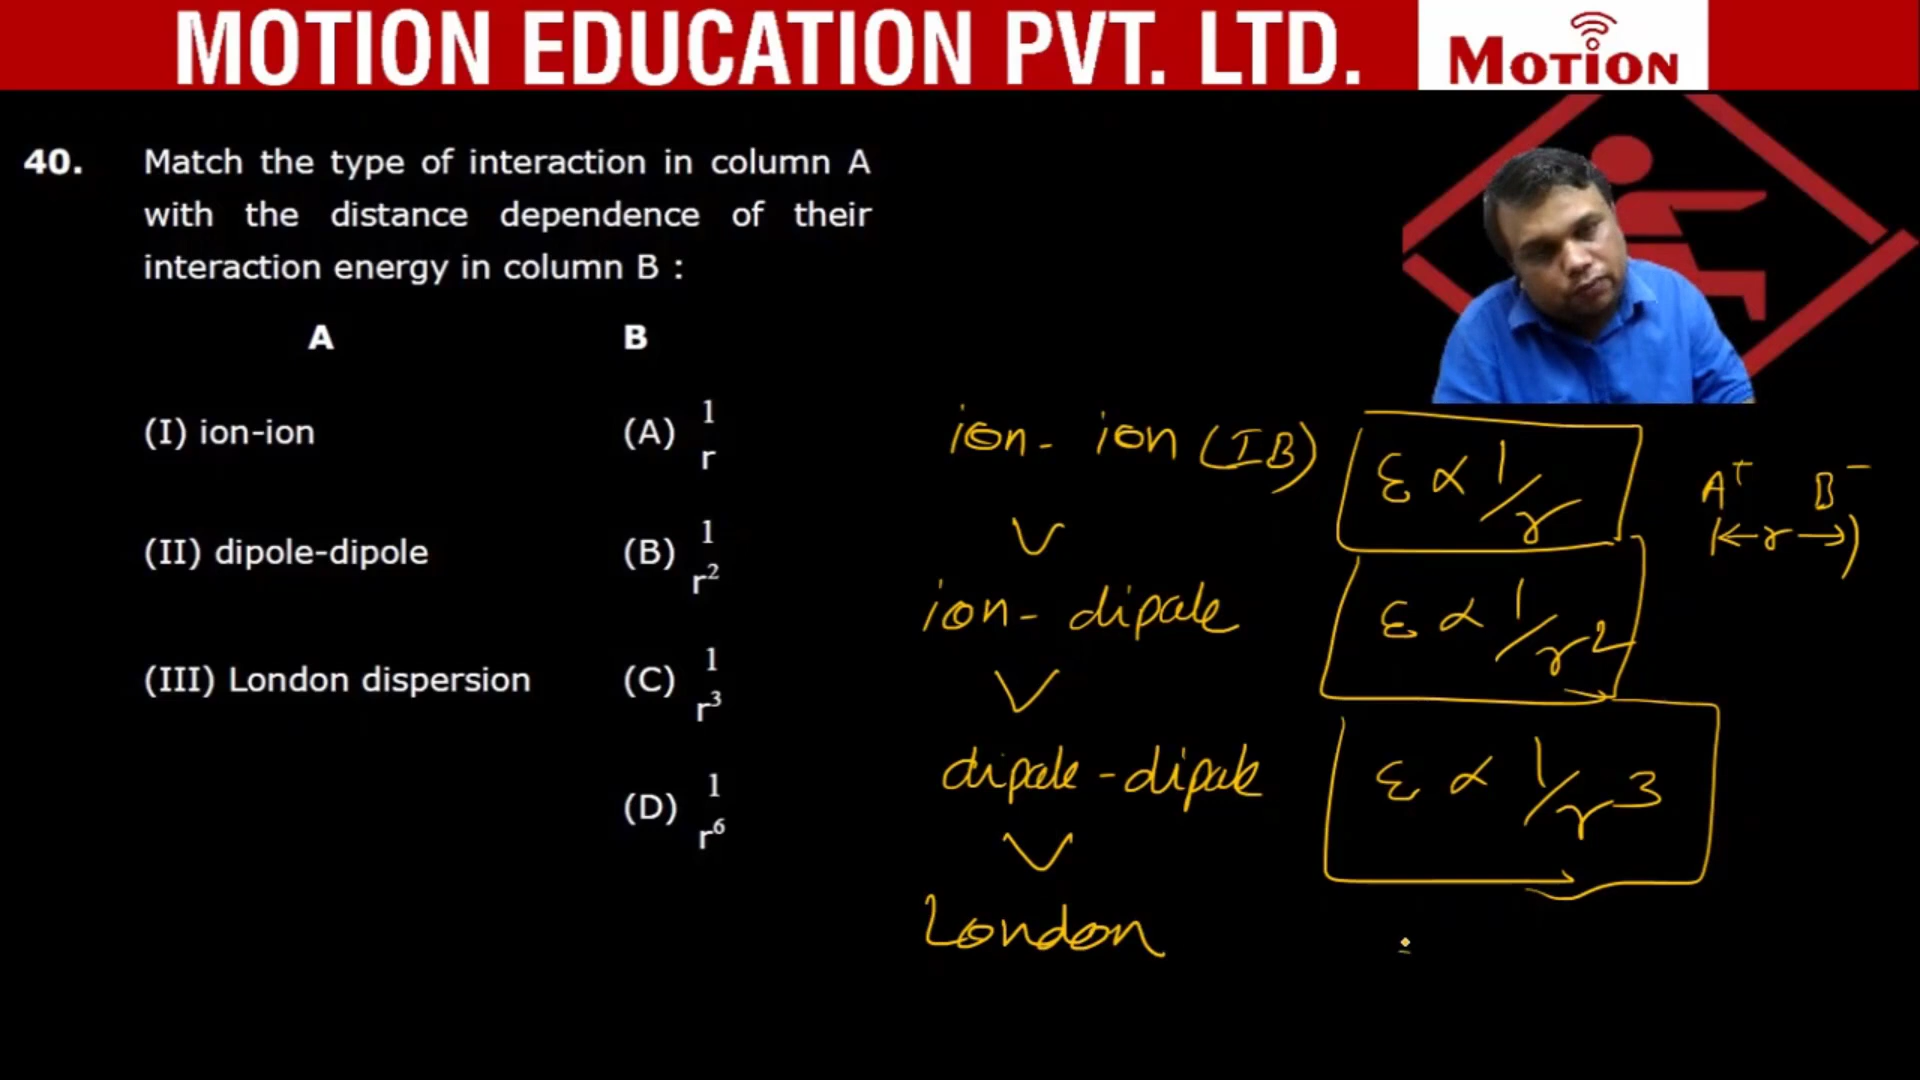 MOTION EDUCATION PVT. LTD.
MOTION
40. Match the type of interaction in column A
with the distance dependence of their
interaction energy in column B :
A B
(I) ion-ion (A) 1/r
(II) dipole-dipole (B) 1/r²
(III) London dispersion (C) 1/r³
(D) 1/r⁶
ion - ion (IB) ε ∝ 1/r
A⁺ B⁻
|←r→|
>
ion - dipole ε ∝ 1/r²
>
dipole - dipole ε ∝ 1/r³
>
London